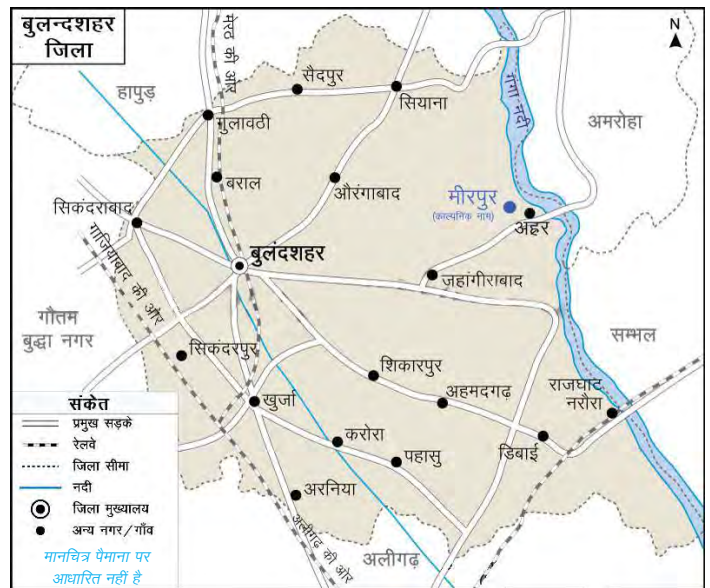 बुलन्दशहर
जिला
N
मेरठ की ओर
हापुड़
सैदपुर
सियाना
गंगा नदी
गुलावठी
अमरोहा
बराल
औरंगाबाद
मीरपुर
(काल्पनिक नाम)
सिकंदराबाद
अहर
बुलंदशहर
गाजियाबाद की ओर
जहांगीराबाद
गौतम
बुद्धा नगर
सम्भल
सिकंदरपुर
शिकारपुर
राजघाट
नरौरा
अहमदगढ़
खुर्जा
डिबाई
करोरा
पहासु
अरनिया
अलीगढ़ की ओर
अलीगढ़
संकेत
प्रमुख सड़के
रेलवे
जिला सीमा
नदी
जिला मुख्यालय
अन्य नगर/गाँव
मानचित्र पैमाना पर
आधारित नहीं है